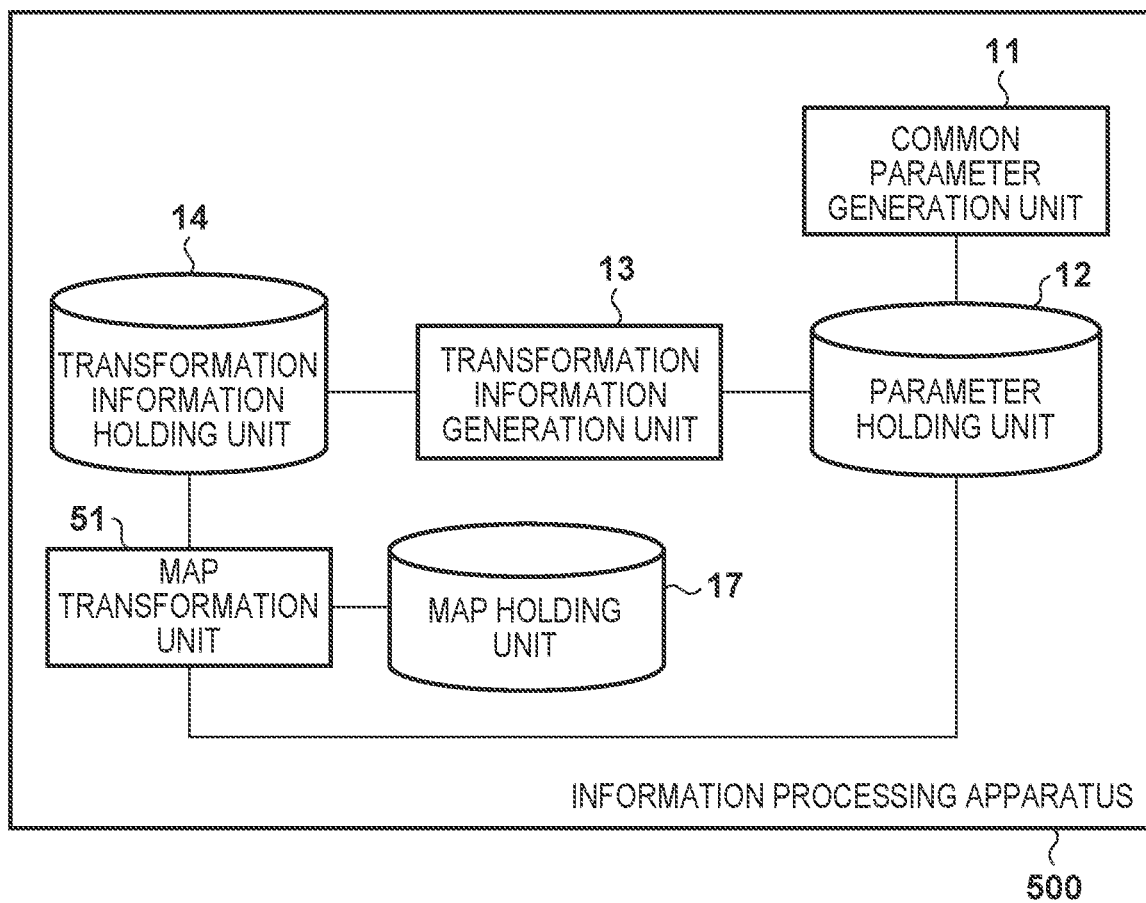 11
COMMON
PARAMETER
GENERATION UNIT
14
13
12
TRANSFORMATION
INFORMATION
HOLDING UNIT
TRANSFORMATION
INFORMATION
GENERATION UNIT
PARAMETER
HOLDING UNIT
51
MAP
TRANSFORMATION
UNIT
MAP HOLDING
UNIT
17
INFORMATION PROCESSING APPARATUS
500